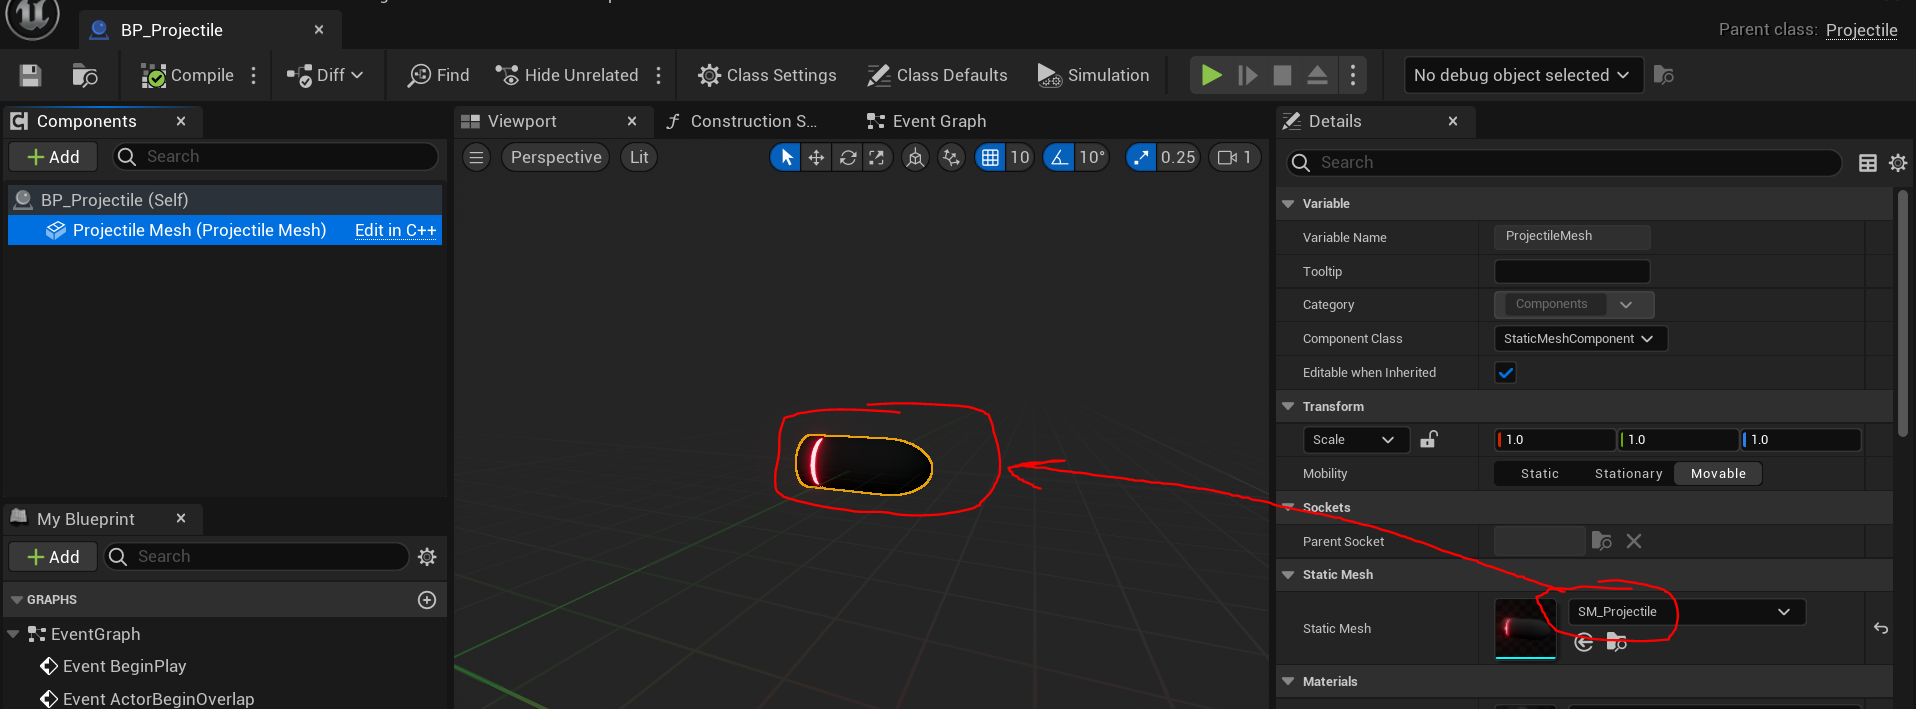 BP_Projectile
Parent class: Projectile
Compile
Diff
Find
Hide Unrelated
Class Settings
Class Defaults
Simulation
No debug object selected
Components
Add
Search
BP_Projectile (Self)
Projectile Mesh (Projectile Mesh) Edit in C++
My Blueprint
Add
Search
GRAPHS
EventGraph
Event BeginPlay
Event ActorBeginOverlap
Viewport
Construction S...
Event Graph
Perspective
Lit
10
10°
0.25
1
Details
Search
Variable
Variable Name ProjectileMesh
Tooltip
Category Components
Component Class StaticMeshComponent
Editable when Inherited
Transform
Scale 1.0 1.0 1.0
Mobility Static Stationary Movable
Sockets
Parent Socket
Static Mesh
Static Mesh SM_Projectile
Materials